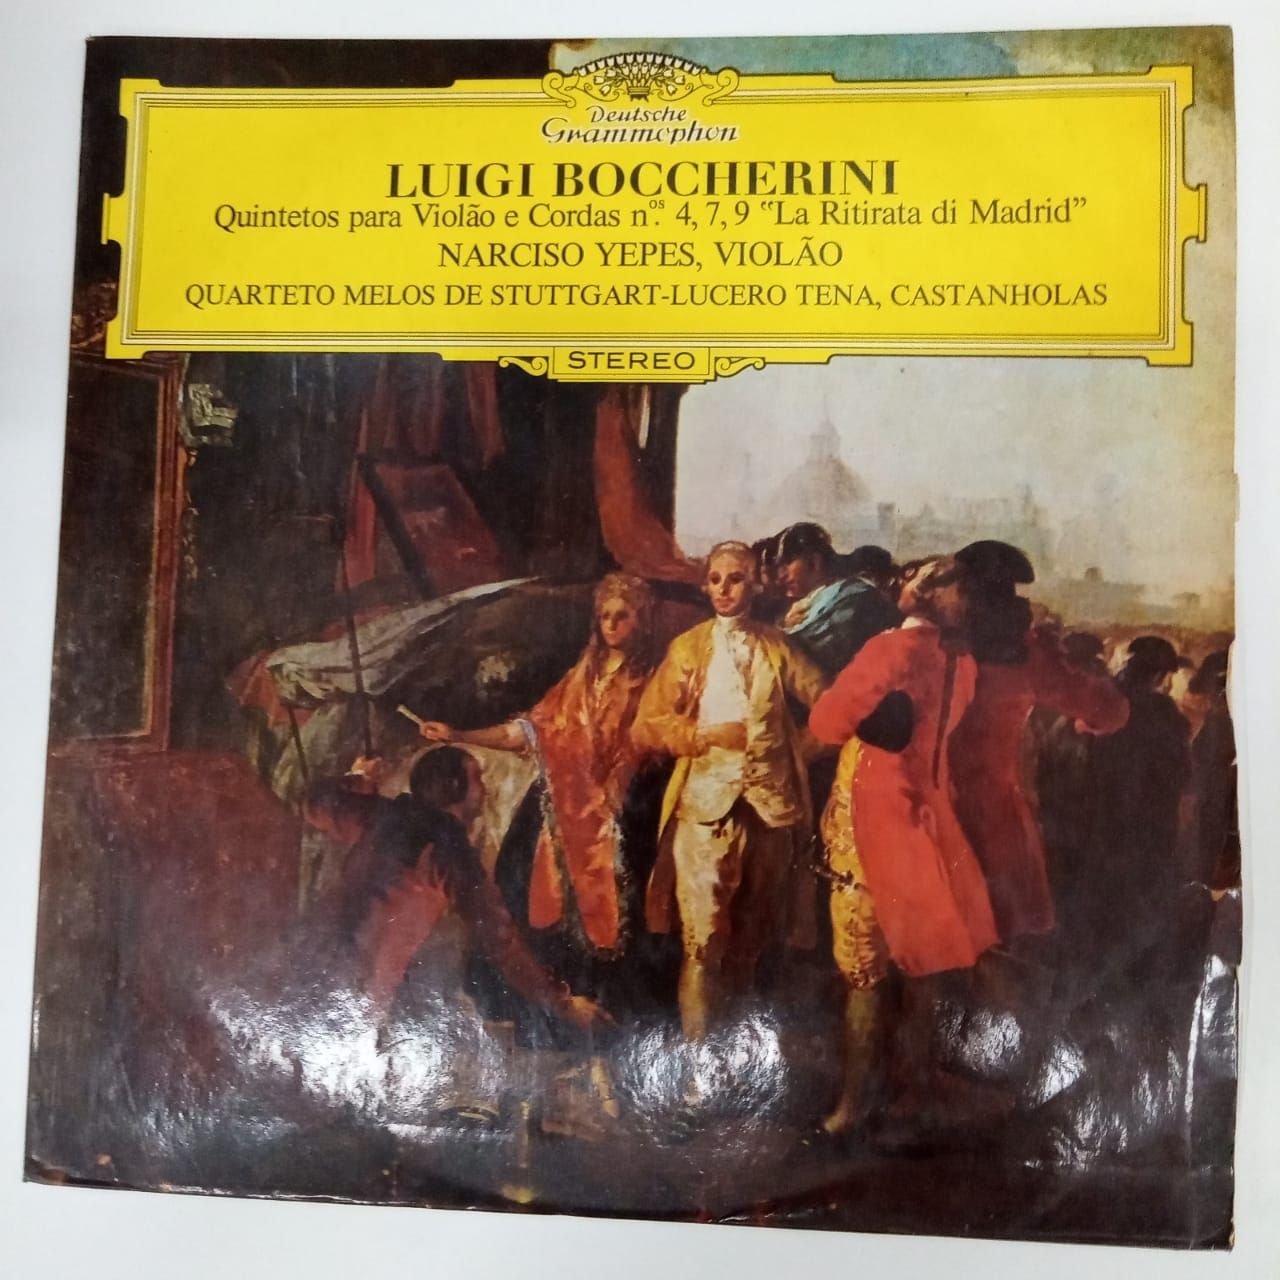 Deutsche
Grammophon
LUIGI BOCCHERINI
Quintetos para Violão e Cordas n.os 4, 7, 9 “La Ritirata di Madrid”
NARCISO YEPES, VIOLÃO
QUARTETO MELOS DE STUTTGART-LUCERO TENA, CASTANHOLAS
STEREO